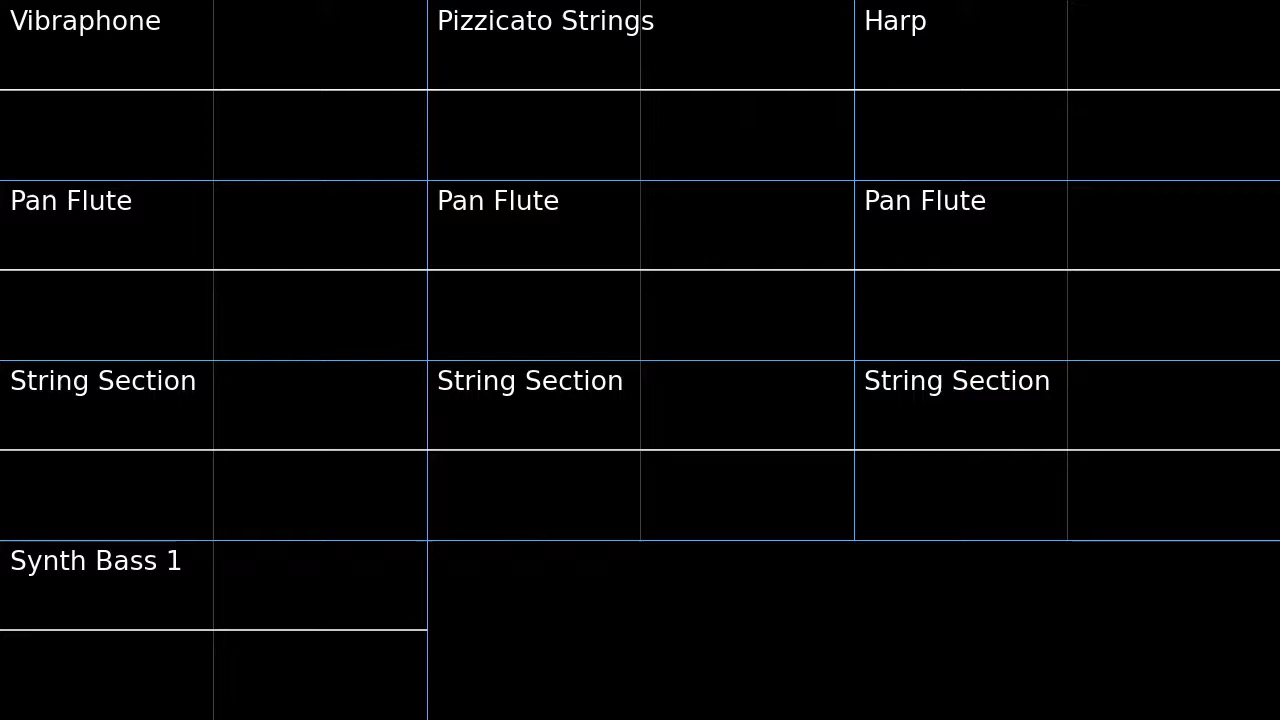 Vibraphone
Pizzicato Strings
Harp
Pan Flute
Pan Flute
Pan Flute
String Section
String Section
String Section
Synth Bass 1